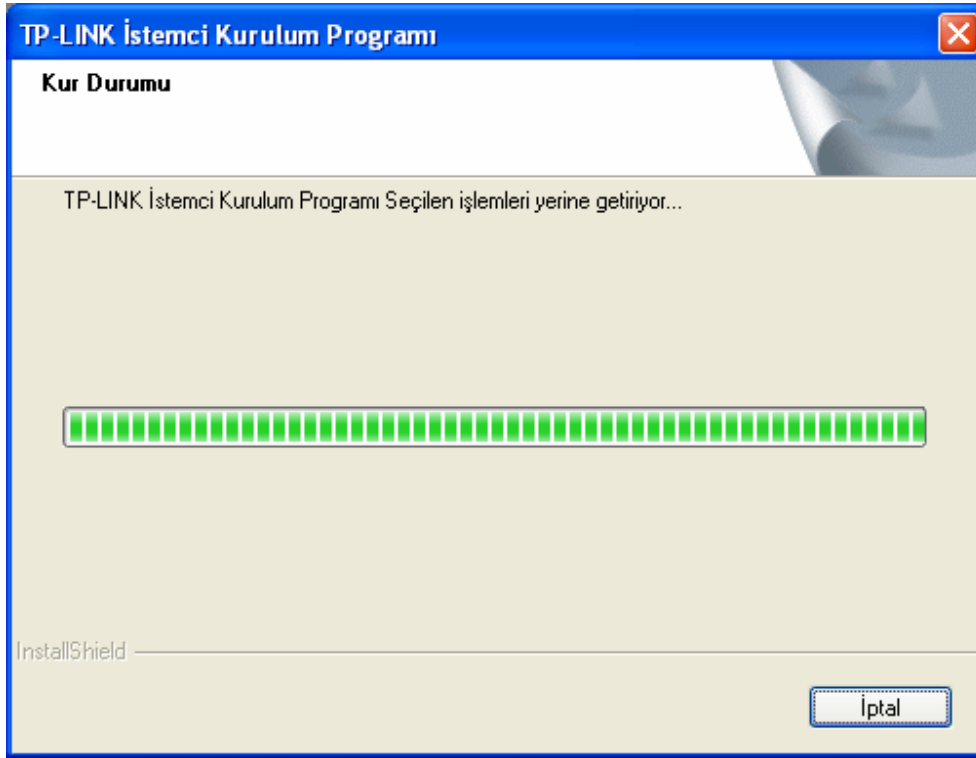 TP-LINK İstemci Kurulum Programı
Kur Durumu
TP-LINK İstemci Kurulum Programı Seçilen işlemleri yerine getiriyor...
InstallShield
İptal